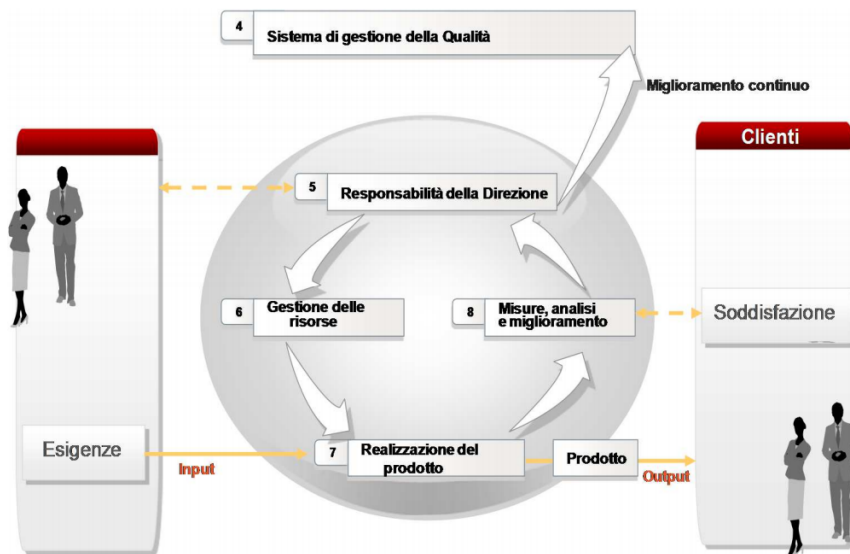 4
Sistema di gestione della Qualità
Miglioramento continuo
Clienti
5
Responsabilità della Direzione
6
Gestione delle
risorse
8
Misure, analisi
e miglioramento
Soddisfazione
Esigenze
Input
7
Realizzazione del
prodotto
Prodotto
Output